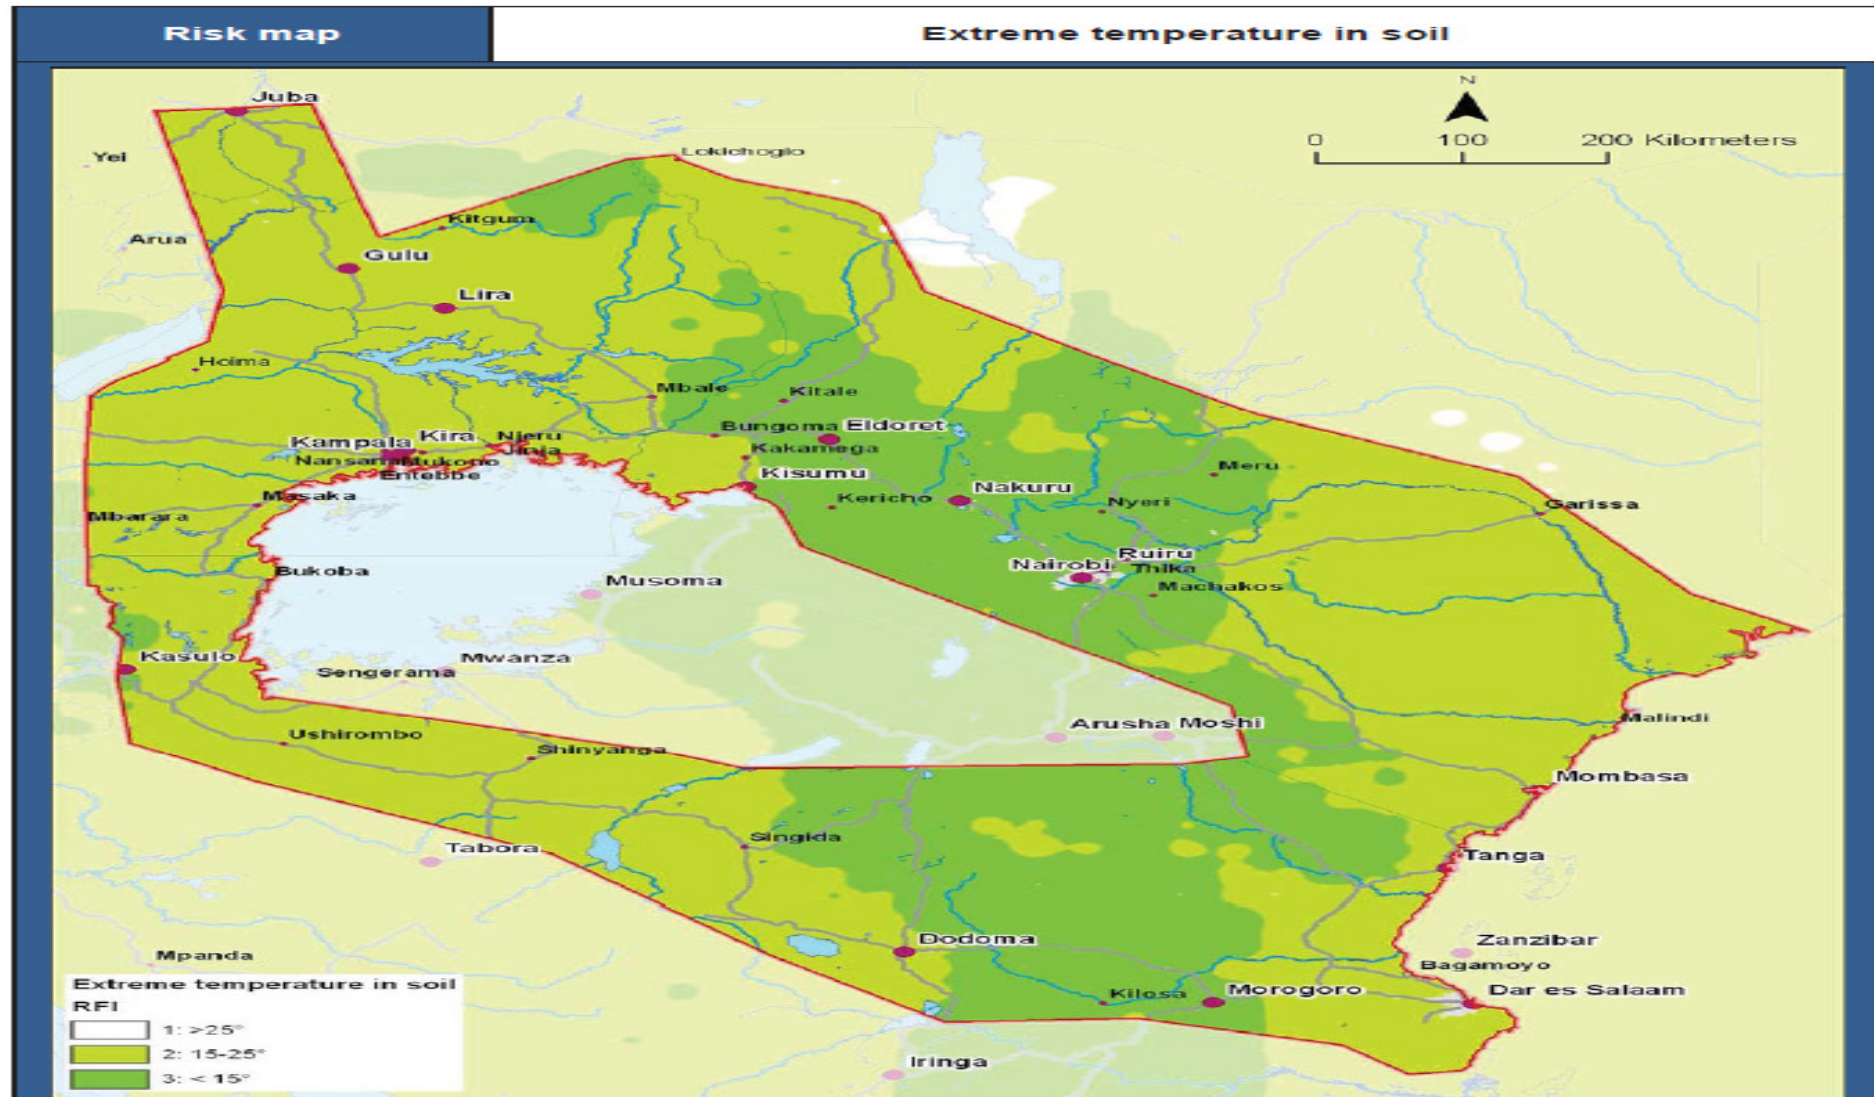 Risk map
Extreme temperature in soil
N
0 100 200 Kilometers
Juba
Yei
Lokichogio
Kitgum
Arua
Gulu
Lira
Hoima
Mbale
Kitale
Bungoma
Eldoret
Kampala
Kira
Njeru
Jinja
Nansana
Mukono
Entebbe
Kakamega
Kisumu
Meru
Masaka
Kericho
Nakuru
Nyeri
Garissa
Mbarara
Ruiru
Nairobi
Thika
Bukoba
Musoma
Machakos
Kasulo
Mwanza
Sengerama
Arusha
Moshi
Malindi
Ushirombo
Shinyanga
Mombasa
Singida
Tabora
Tanga
Dodoma
Zanzibar
Mpanda
Bagamoyo
Kilosa
Morogoro
Dar es Salaam
Iringa
Extreme temperature in soil
RFI
1: >25°
2: 15-25°
3: < 15°